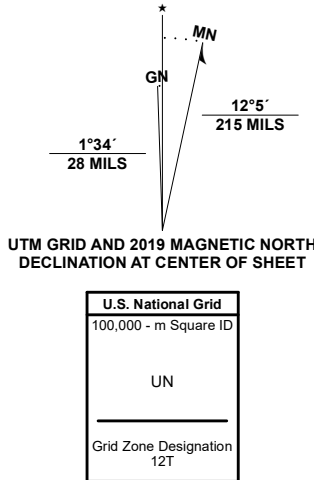 ★
MN
GN
1°34´
28 MILS
12°5´
215 MILS
UTM GRID AND 2019 MAGNETIC NORTH
DECLINATION AT CENTER OF SHEET
U.S. National Grid
100,000 - m Square ID
UN
Grid Zone Designation
12T